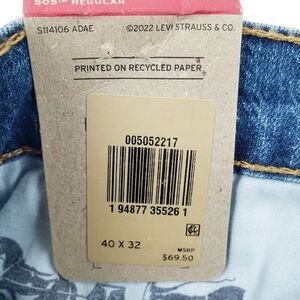 505™ REGULAR
S114106 ADAE ©2022 LEVI STRAUSS & CO.
PRINTED ON RECYCLED PAPER
005052217
1 94877 35526 1
40 X 32
MSRP
$69.50